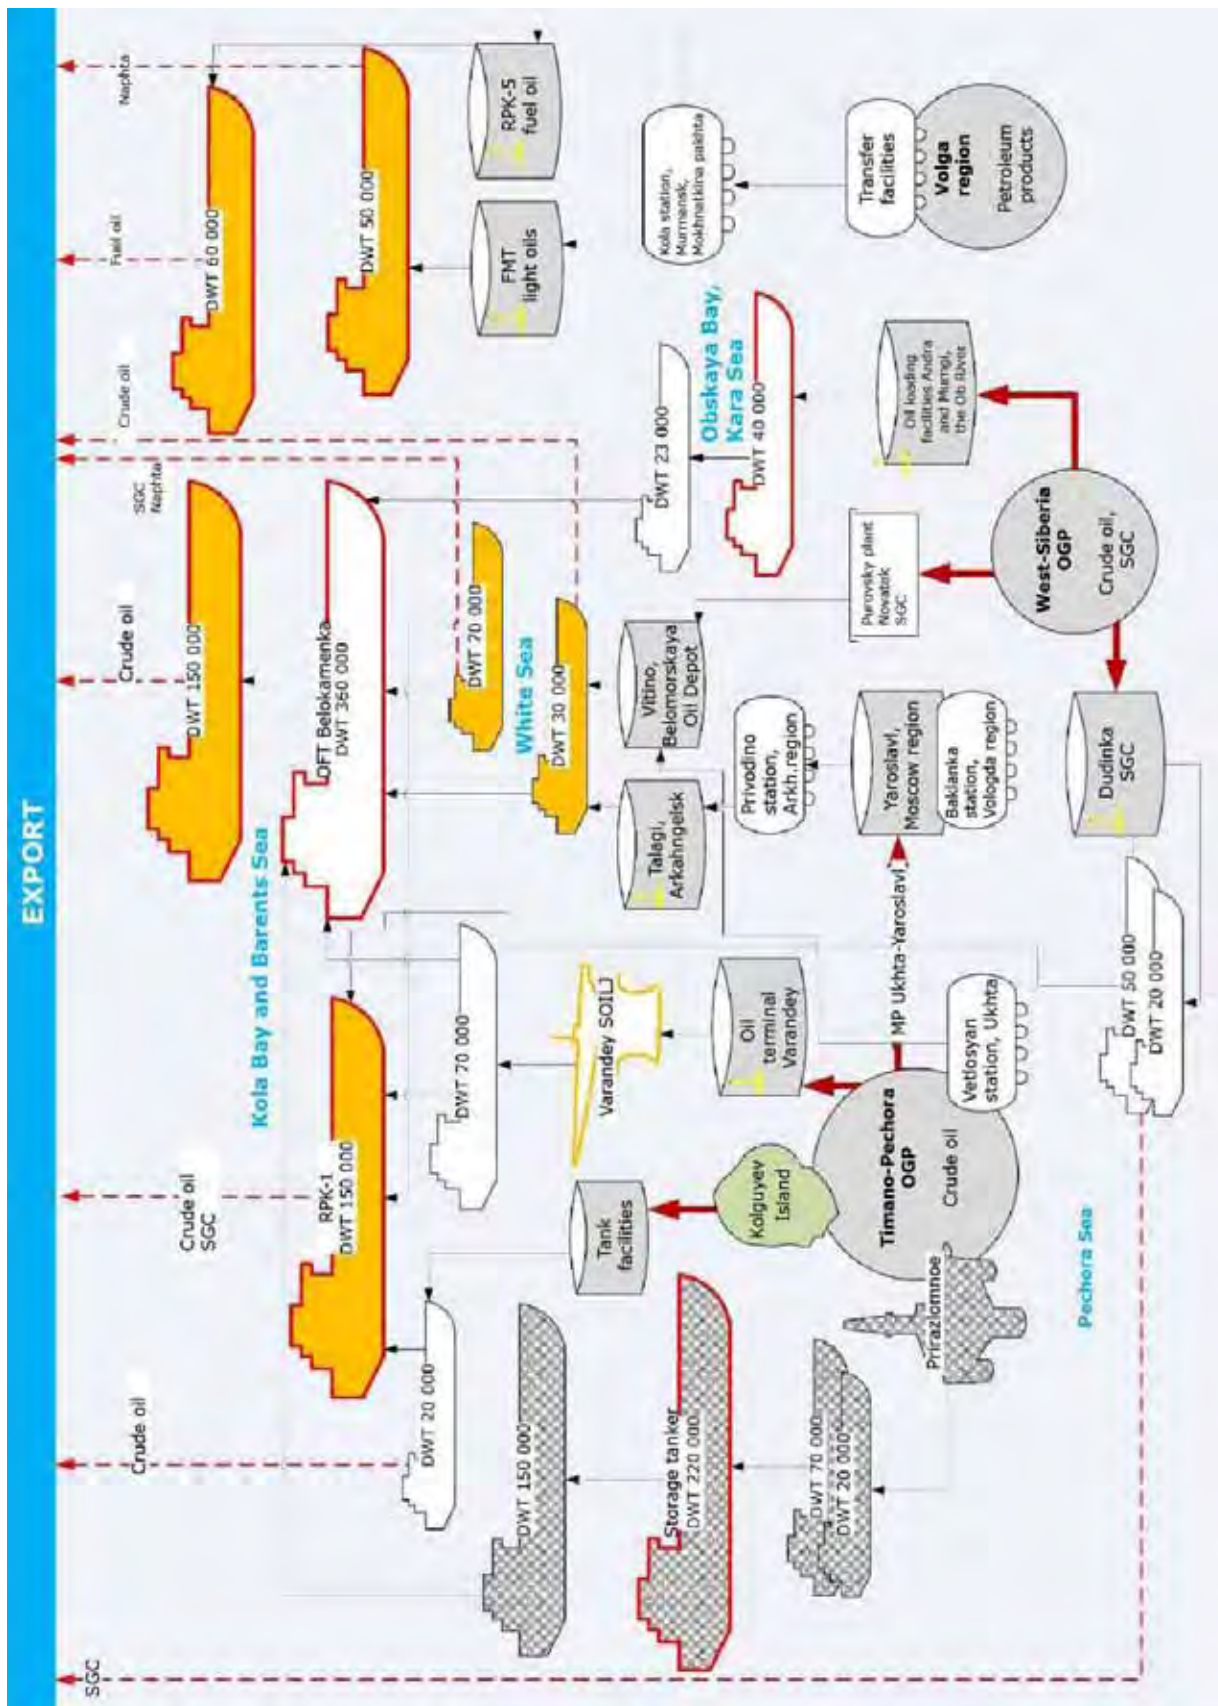 EXPORT
SGC
Crude oil
Crude oil
SGC
Crude oil
SGC
Naphta
Crude oil
Fuel oil
Naphta
Kola Bay and Barents Sea
DWT 150 000
DWT 60 000
RPK-1
DWT 150 000
OFT Belokamenka
DWT 360 000
DWT 50 000
DWT 20 000
DWT 70 000
DWT 70 000
White Sea
DWT 30 000
FMT
light oils
RPK-5
fuel oil
DWT 150 000
Tank
facilities
Varandey SOILJ
Talagi,
Arkahngelsk
Vitino,
Belomorskaya
Oil Depot
DWT 23 000
Obskaya Bay,
Kara Sea
DWT 40 000
Kola station,
Murmansk,
Mokhnatkina pakhta
Storage tanker
DWT 220 000
Kolguyev
Island
Oil
terminal
Varandey
Privodino
station,
Arkh.region
DWT 70 000
DWT 20 000
Prirazlomnoe
Timano-Pechora
OGP
Crude oil
MP Ukhta-Yaroslavl
Yaroslavl,
Moscow region
Baklanka
station,
Vologda region
Purovsky plant
Novatek
SGC
Oil loading
facilities Andra
and
the Ob River
Transfer
facilities
Volga
region
Petroleum
products
Vetlosyan
station, Ukhta
West-Siberia
OGP
Crude oil,
SGC
Pechora Sea
DWT 50 000
DWT 20 000
Dudinka
SGC